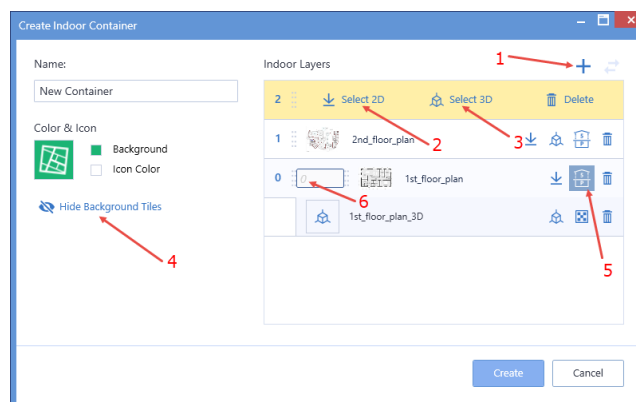 Create Indoor Container
Name:
Indoor Layers
1
New Container
2
Select 2D
Select 3D
Delete
Color & Icon
Background
Icon Color
1
2nd_floor_plan
2
3
0
0
1st_floor_plan
6
Hide Background Tiles
1st_floor_plan_3D
4
5
Create
Cancel